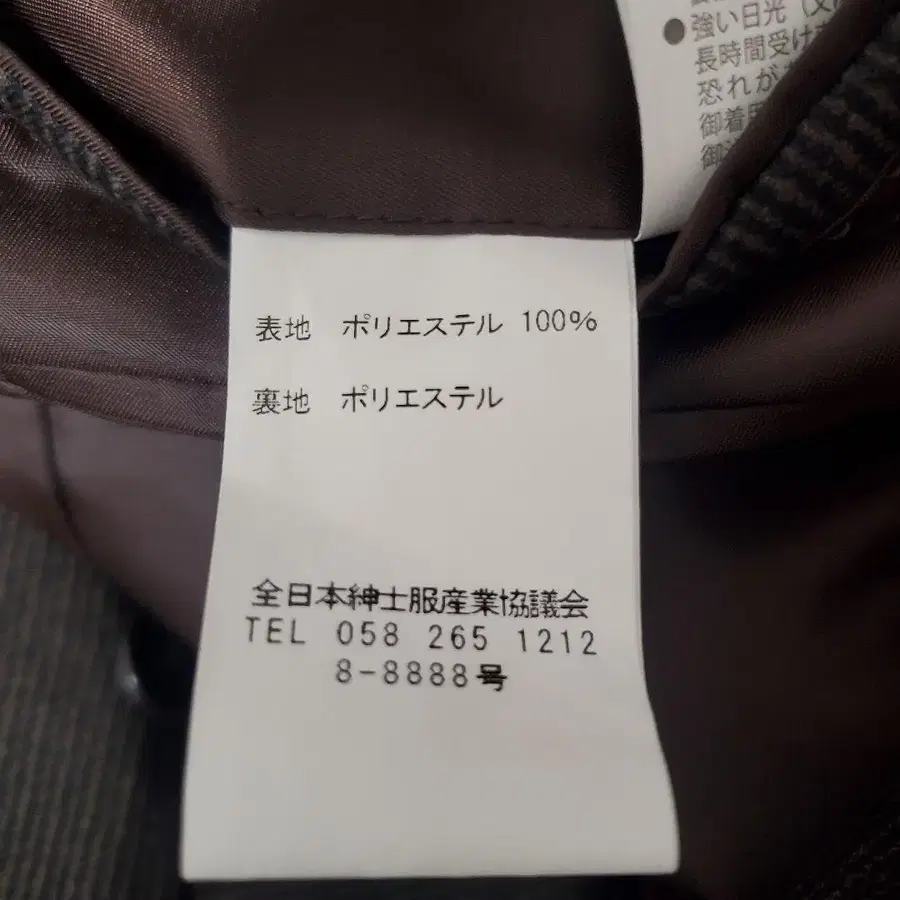 ● 強い日光(又は
長時間受け
恐れが
御着用
表地 ポリエステル 100%
裏地 ポリエステル
全日本紳士服産業協議会
TEL 058 265 1212
8-8888号